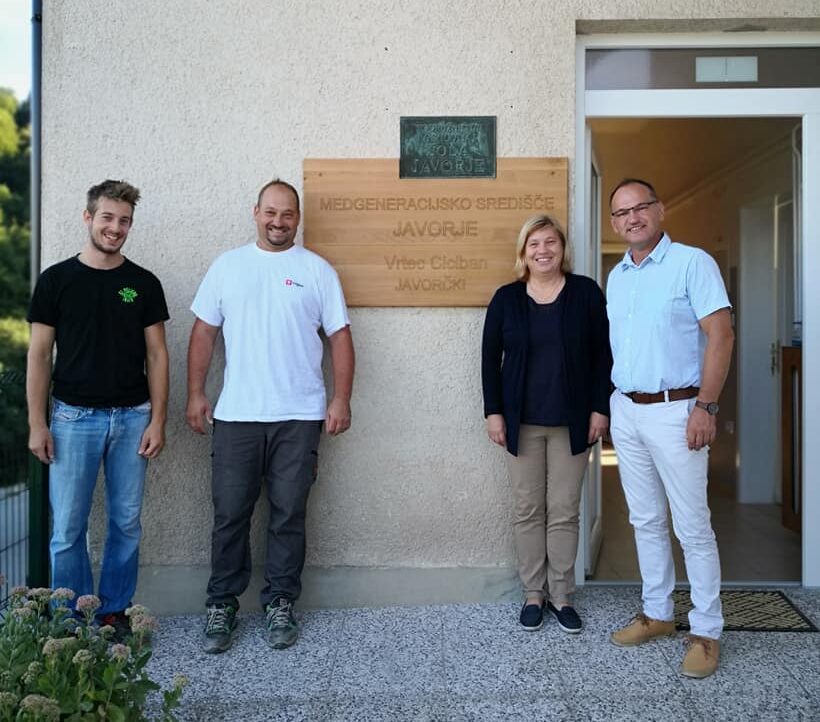 ŠOLA
JAVORJE
MEDGENERACIJSKO SREDIŠČE
JAVORJE
Vrtec Ciciban
JAVORČKI